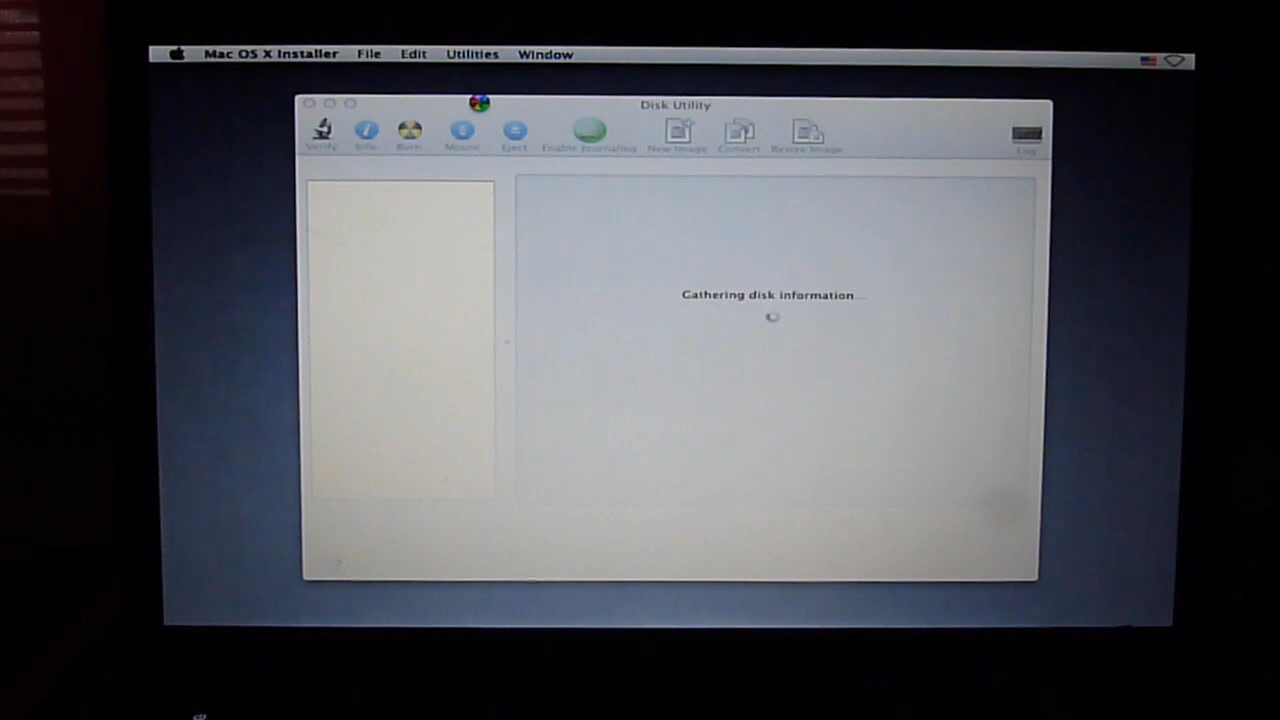 Mac OS X Installer File Edit Utilities Window
Disk Utility
Verify Info Burn Mount Eject Enable Journaling New Image Convert Resize Image Log
Gathering disk information...
?